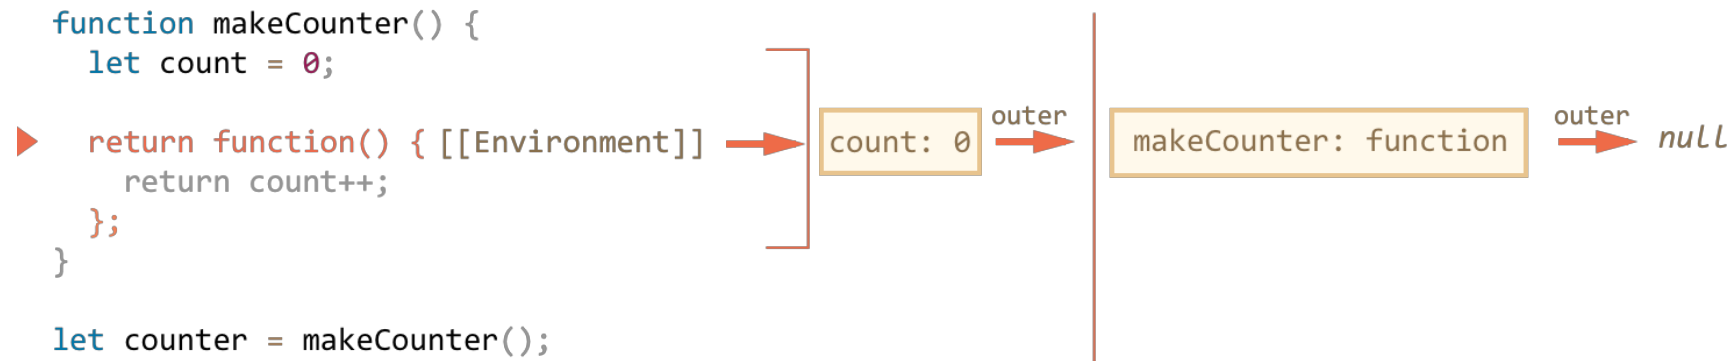 function makeCounter() {
let count = 0;
return function() { [[Environment]]
return count++;
};
}
let counter = makeCounter();
count: 0
outer
makeCounter: function
outer
null